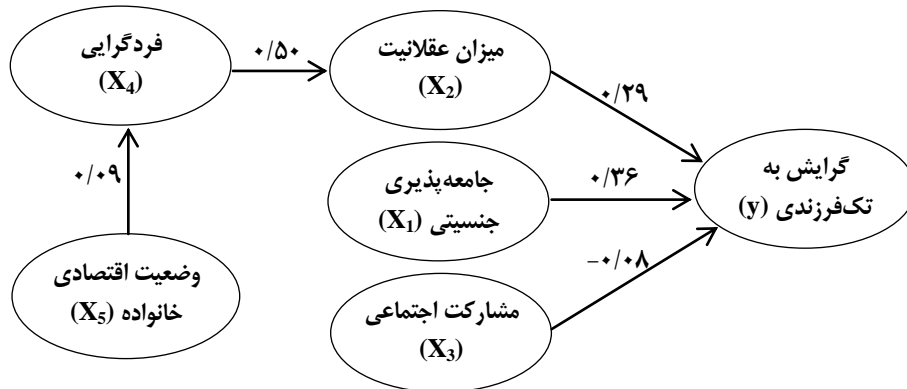 فردگرایی
(X4)
۰/۵۰
میزان عقلانیت
(X2)
۰/۲۹
۰/۰۹
جامعه‌پذیری
جنسیتی (X1)
۰/۳۶
گرایش به
تک‌فرزندی (y)
وضعیت اقتصادی
خانواده (X5)
−۰/۰۸
مشارکت اجتماعی
(X3)